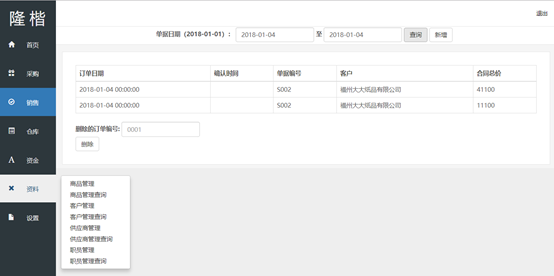 隆 楷
退出
单据日期（2018-01-01）： 2018-01-04 至 2018-01-04 查询 新增
首页
采购
销售
仓库
资金
资料
设置
订单日期 确认时间 单据编号 客户 合同总价
2018-01-04 00:00:00 S002 福州大大纸品有限公司 41100
2018-01-04 00:00:00 S002 福州大大纸品有限公司 11100
删除的订单编号: 0001
删除
商品管理
商品管理查询
客户管理
客户管理查询
供应商管理
供应商管理查询
职员管理
职员管理查询